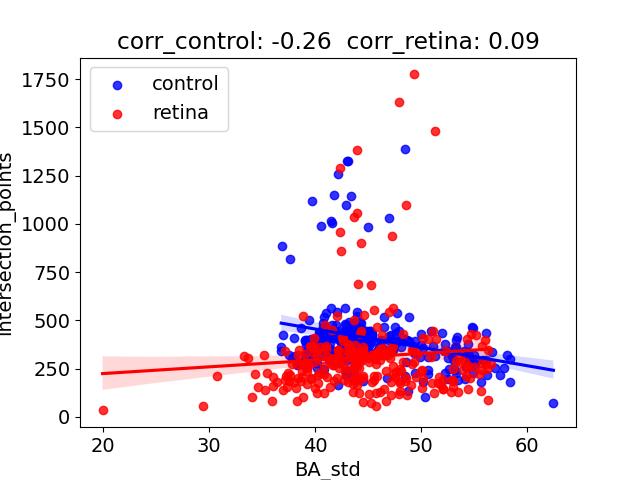 corr_control: -0.26  corr_retina: 0.09
control
retina
1750
1500
1250
1000
750
500
250
0
intersection_points
20
30
40
50
60
BA_std